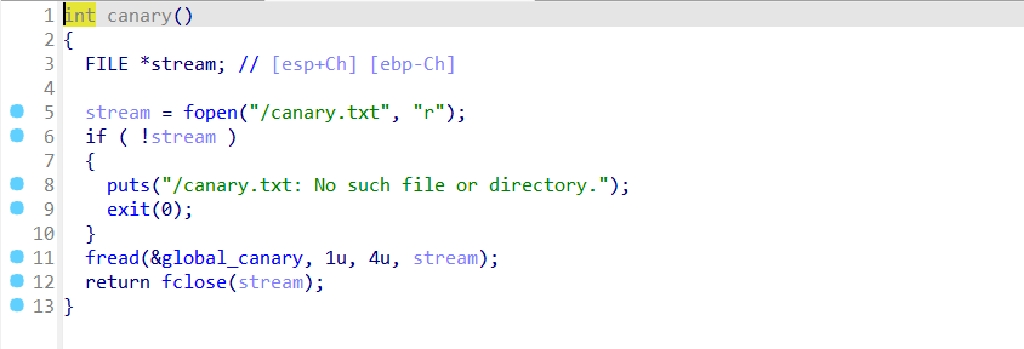 1 int canary()
2 {
3 FILE *stream; // [esp+Ch] [ebp-Ch]
4
5 stream = fopen("/canary.txt", "r");
6 if ( !stream )
7 {
8 puts("/canary.txt: No such file or directory.");
9 exit(0);
10 }
11 fread(&global_canary, 1u, 4u, stream);
12 return fclose(stream);
13 }